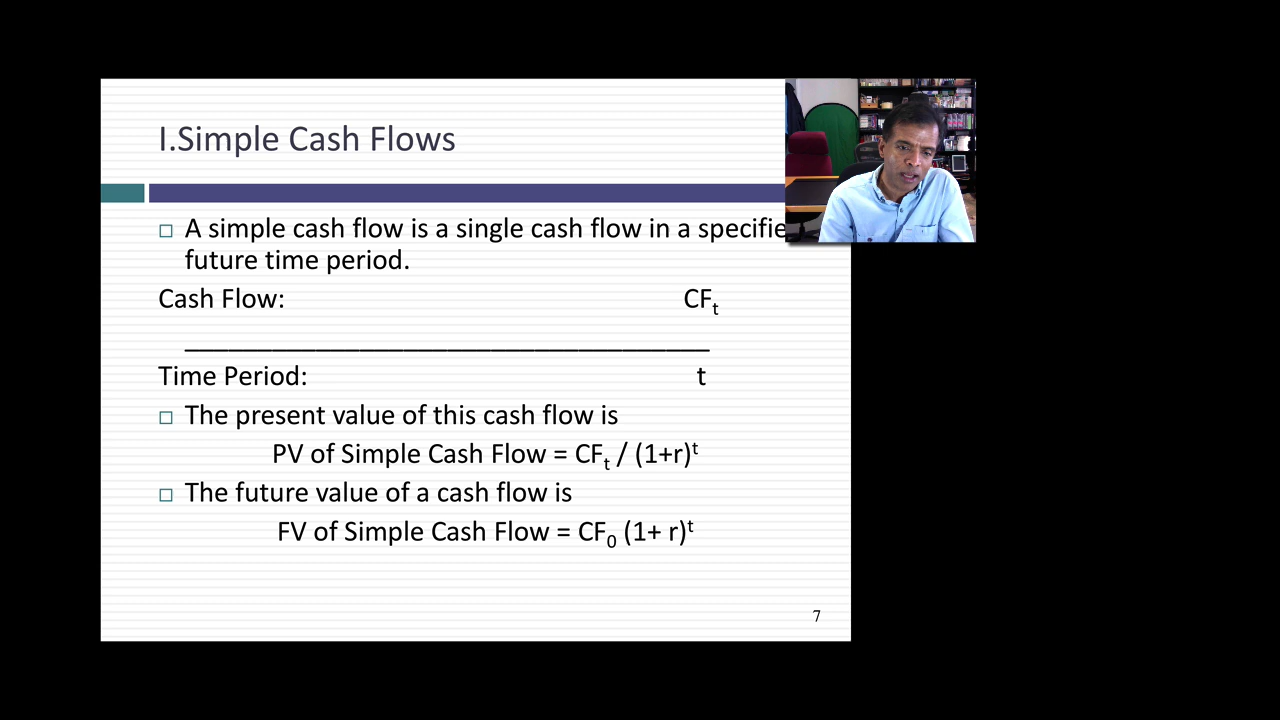 I.Simple Cash Flows
□ A simple cash flow is a single cash flow in a
future time period.
Cash Flow: CFₜ
Time Period: t
□ The present value of this cash flow is
PV of Simple Cash Flow = CFₜ / (1+r)ᵗ
□ The future value of a cash flow is
FV of Simple Cash Flow = CF₀ (1+ r)ᵗ
7